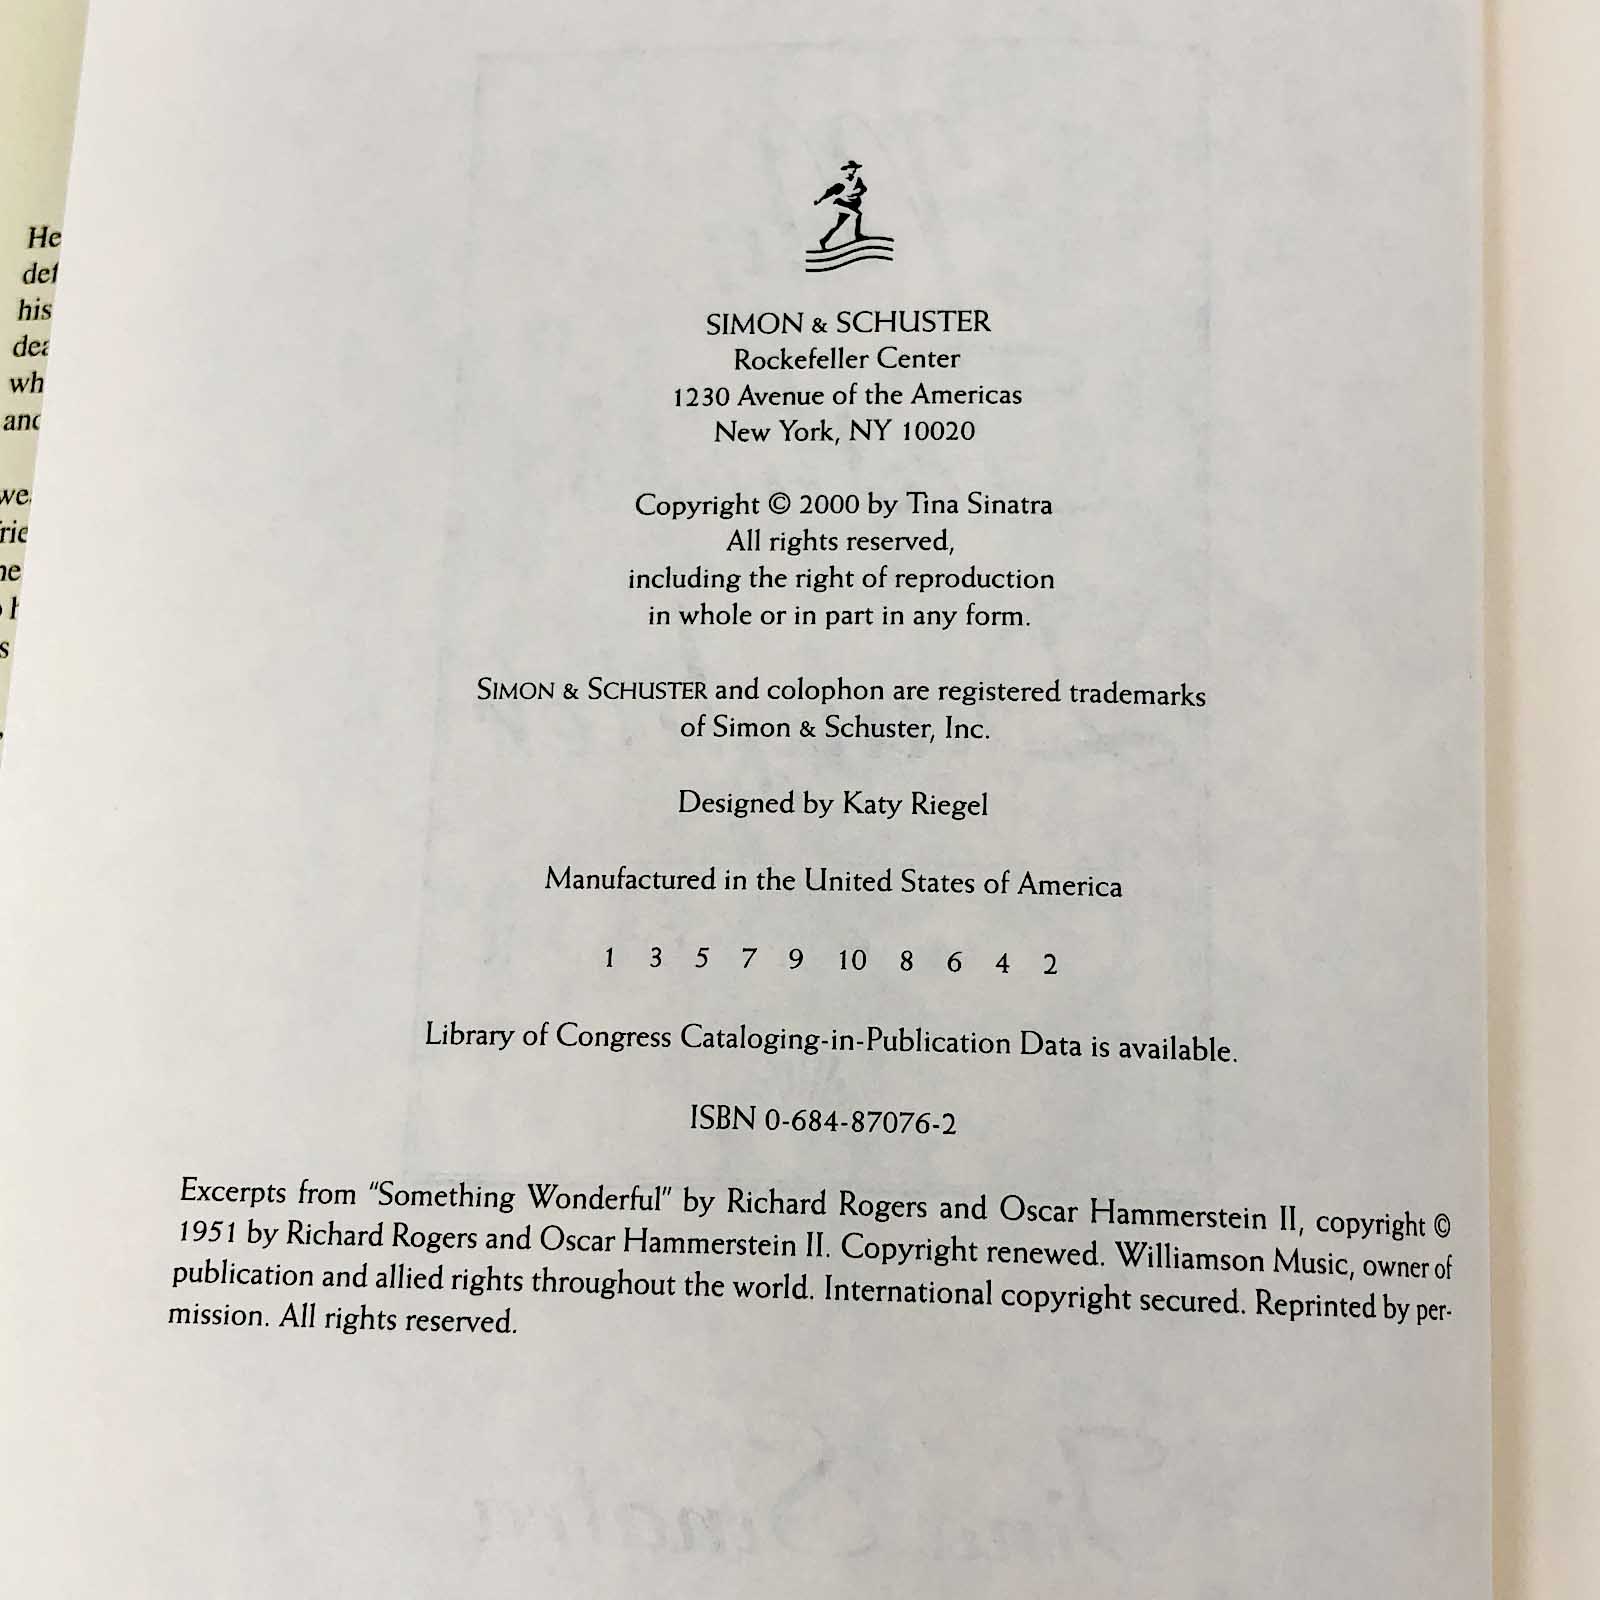 He
his
wh
SIMON & SCHUSTER
Rockefeller Center
1230 Avenue of the Americas
New York, NY 10020
Copyright © 2000 by Tina Sinatra
All rights reserved,
including the right of reproduction
in whole or in part in any form.
SIMON & SCHUSTER and colophon are registered trademarks
of Simon & Schuster, Inc.
Designed by Katy Riegel
Manufactured in the United States of America
1 3 5 7 9 10 8 6 4 2
Library of Congress Cataloging-in-Publication Data is available.
ISBN 0-684-87076-2
Excerpts from "Something Wonderful" by Richard Rogers and Oscar Hammerstein II, copyright ©
1951 by Richard Rogers and Oscar Hammerstein II. Copyright renewed. Williamson Music, owner of
publication and allied rights throughout the world. International copyright secured. Reprinted by per-
mission. All rights reserved.
Tina Sinatra